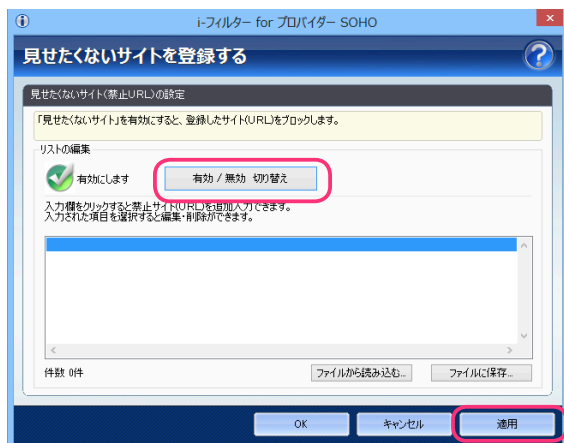 i-フィルター for プロバイダー SOHO
見せたくないサイトを登録する
見せたくないサイト(禁止URL)の設定
「見せたくないサイト」を有効にすると、登録したサイト(URL)をブロックします。
リストの編集
有効にします
有効 / 無効 切り替え
入力欄をクリックすると禁止サイト(URL)を追加入力できます。
入力された項目を選択すると編集・削除ができます。
件数 0件
ファイルから読み込む...
ファイルに保存...
OK
キャンセル
適用